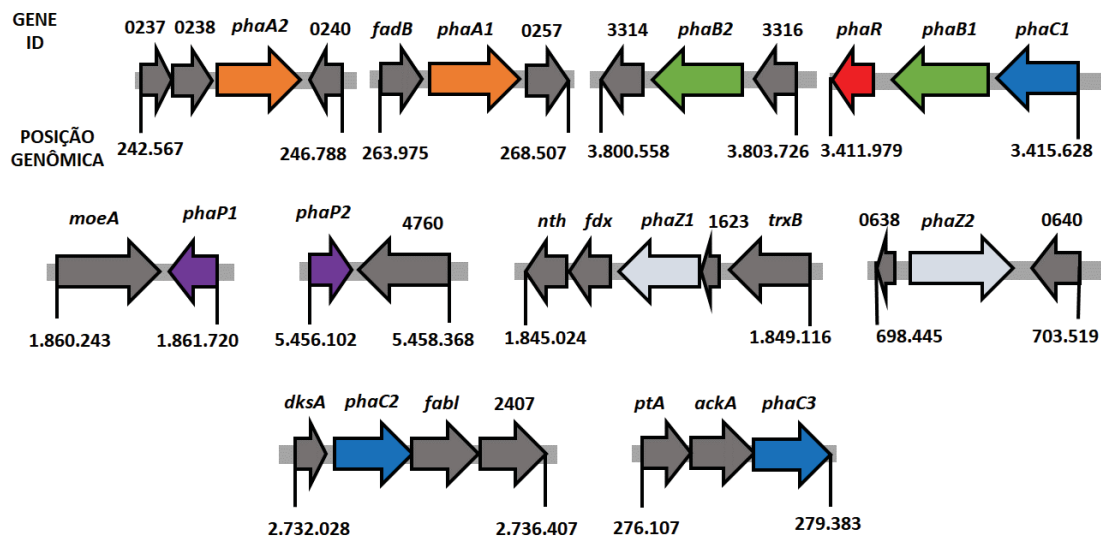 GENE ID
0237 0238 phaA2 0240 fadB phaA1 0257 3314 phaB2 3316 phaR phaB1 phaC1
POSIÇÃO GENÔMICA
242.567 246.788 263.975 268.507 3.800.558 3.803.726 3.411.979 3.415.628
moeA phaP1 phaP2 4760 nth fdx phaZ1 1623 trxB 0638 phaZ2 0640
1.860.243 1.861.720 5.456.102 5.458.368 1.845.024 1.849.116 698.445 703.519
dksA phaC2 fabl 2407 ptA ackA phaC3
2.732.028 2.736.407 276.107 279.383